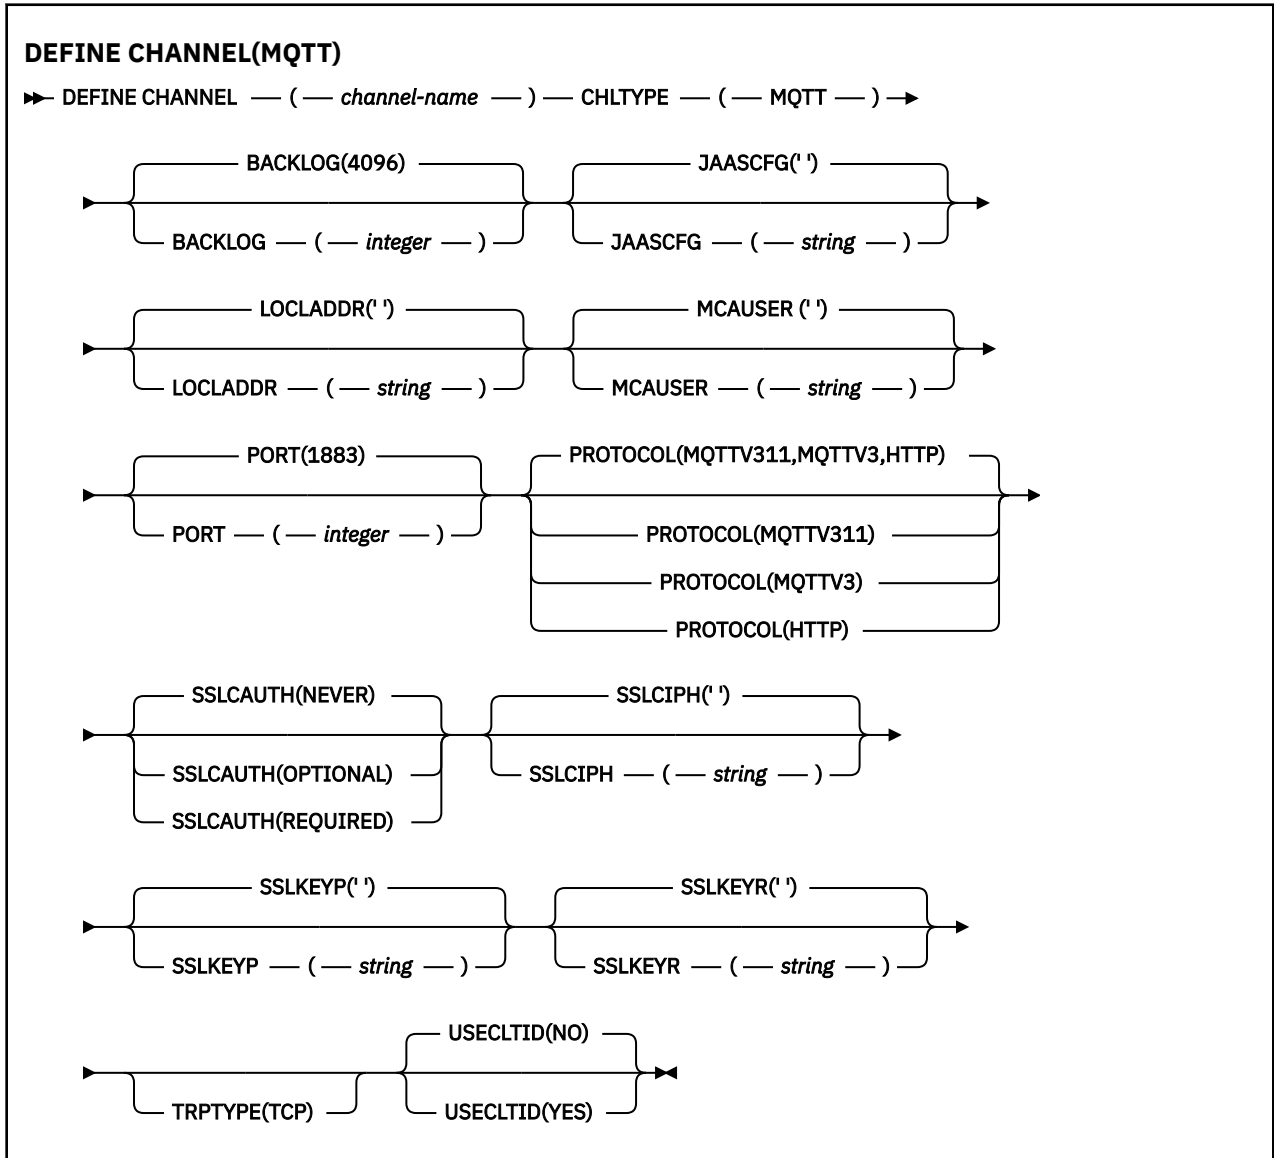 DEFINE CHANNEL(MQTT)
DEFINE CHANNEL ( channel-name ) CHLTYPE ( MQTT )
BACKLOG(4096) JAASCFG(' ')
BACKLOG ( integer ) JAASCFG ( string )
LOCLADDR(' ') MCAUSER (' ')
LOCLADDR ( string ) MCAUSER ( string )
PORT(1883) PROTOCOL(MQTTV311,MQTTV3,HTTP)
PORT ( integer ) PROTOCOL(MQTTV311)
PROTOCOL(MQTTV3)
PROTOCOL(HTTP)
SSLCAUTH(NEVER) SSLCIPH(' ')
SSLCAUTH(OPTIONAL) SSLCIPH ( string )
SSLCAUTH(REQUIRED)
SSLKEYP(' ') SSLKEYR(' ')
SSLKEYP ( string ) SSLKEYR ( string )
USECLTID(NO)
TRPTYPE(TCP) USECLTID(YES)